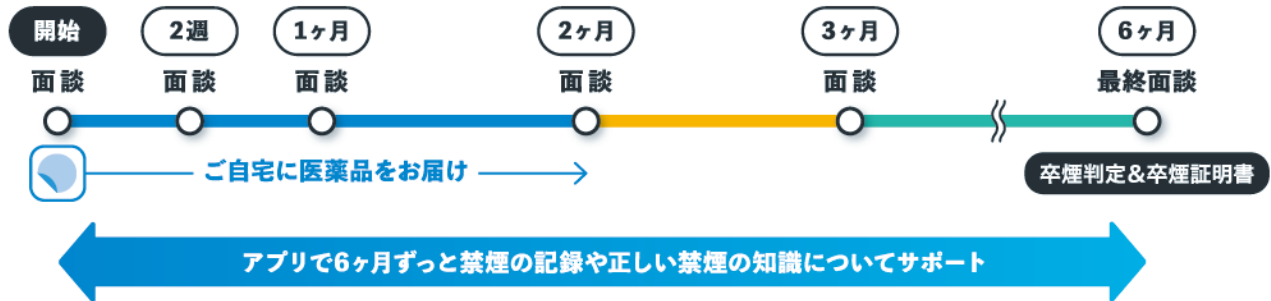 開始 2週 1ヶ月 2ヶ月 3ヶ月 6ヶ月
面談 面談 面談 面談 面談 最終面談
ご自宅に医薬品をお届け
卒煙判定&卒煙証明書
アプリで6ヶ月ずっと禁煙の記録や正しい禁煙の知識についてサポート